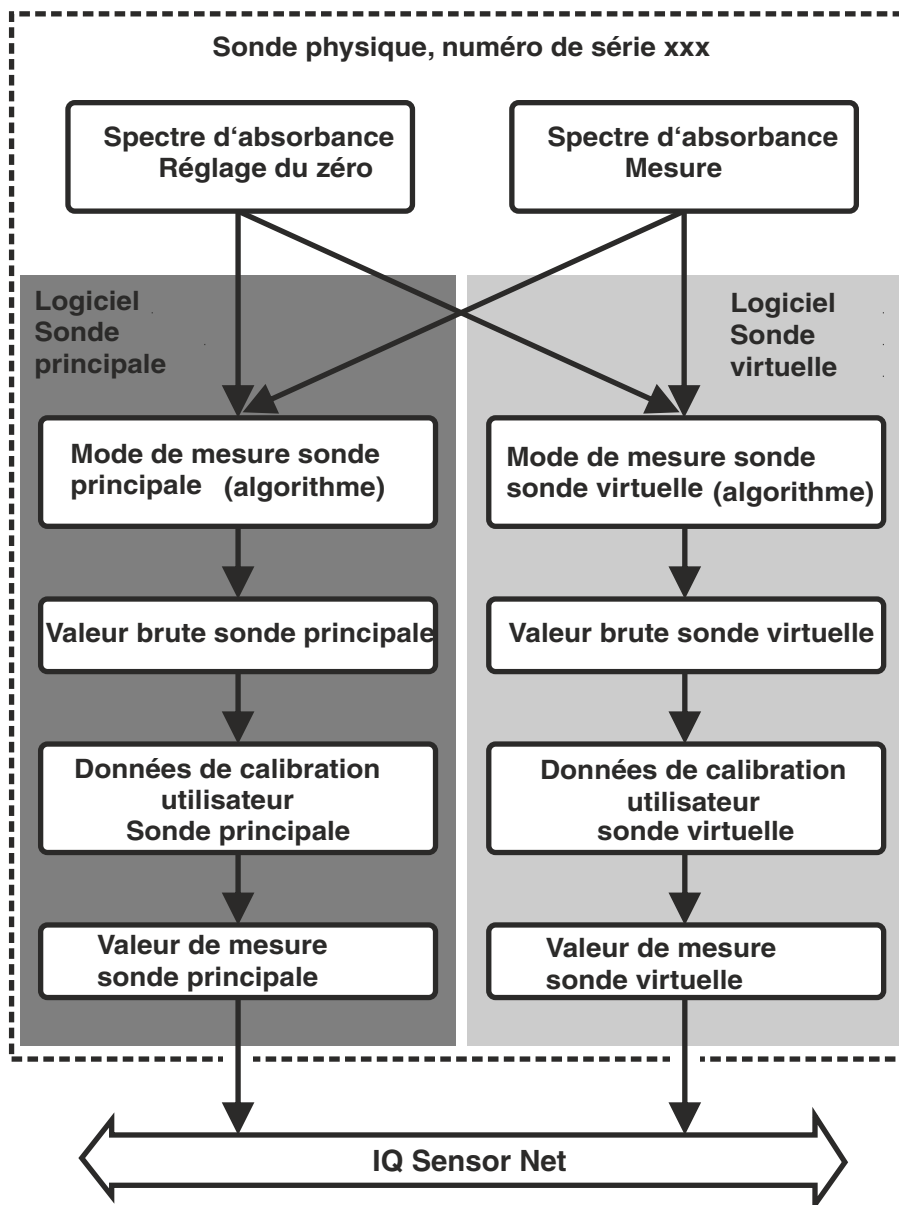 Sonde physique, numéro de série xxx
Spectre d‘absorbance
Réglage du zéro
Spectre d‘absorbance
Mesure
Logiciel
Sonde
principale
Logiciel
Sonde
virtuelle
Mode de mesure sonde
principale (algorithme)
Mode de mesure sonde
sonde virtuelle (algorithme)
Valeur brute sonde principale
Valeur brute sonde virtuelle
Données de calibration
utilisateur
Sonde principale
Données de calibration
utilisateur
sonde virtuelle
Valeur de mesure
sonde principale
Valeur de mesure
sonde virtuelle
IQ Sensor Net